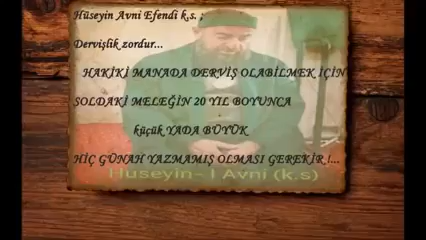 Hüseyin Avni Efendi k.s. ;
Dervişlik zordur...
HAKİKİ MANADA DERVİŞ OLABİLMEK İÇİN
SOLDAKİ MELEĞİN 20 YIL BOYUNCA
küçük YADA BÜYÜK
HİÇ GÜNAH YAZMAMIŞ OLMASI GEREKİR !...
Hüseyin- I Avni (k.s)